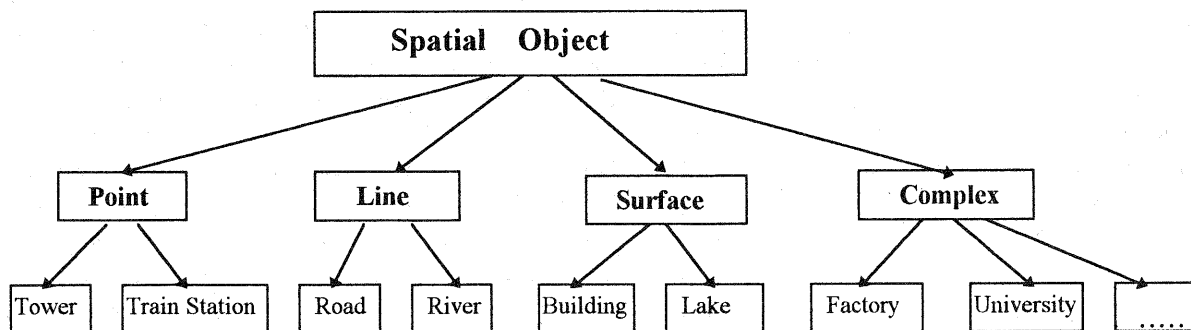 Spatial Object
Point Line Surface Complex
Tower Train Station Road River Building Lake Factory University .....